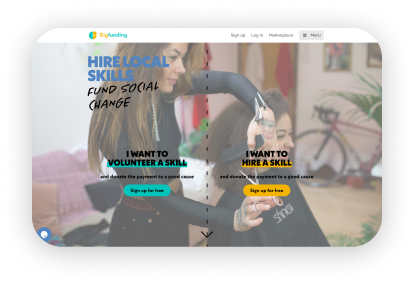 Gigfunding
Sign up Log in Marketplace Menu
HIRE LOCAL
SKILLS
FUND SOCIAL
CHANGE
I WANT TO
VOLUNTEER A SKILL
and donate the payment to a good cause
Sign up for free
I WANT TO
HIRE A SKILL
and donate the payment to a good cause
Sign up for free